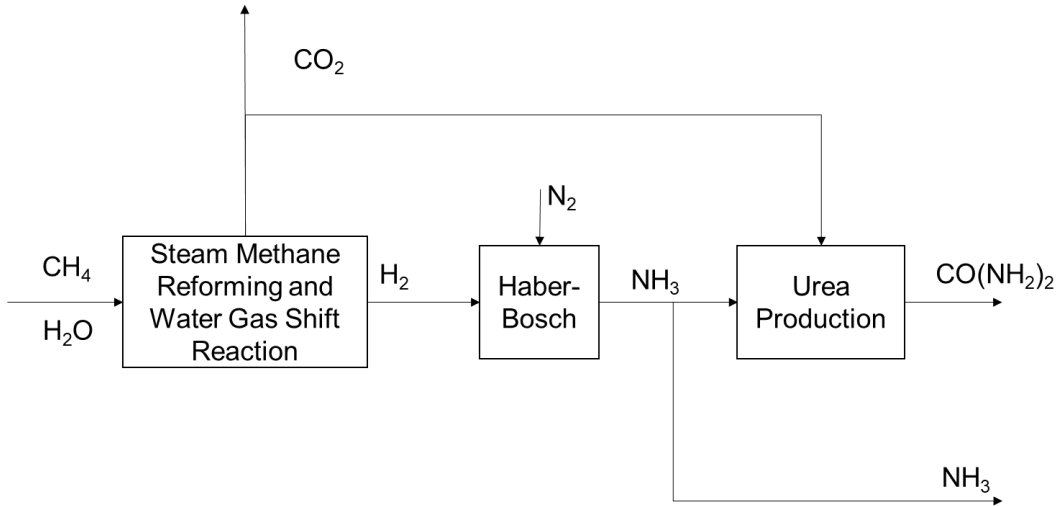 CO₂
N₂
CH₄
H₂O
Steam Methane
Reforming and
Water Gas Shift
Reaction
H₂
Haber-
Bosch
NH₃
Urea
Production
CO(NH₂)₂
NH₃